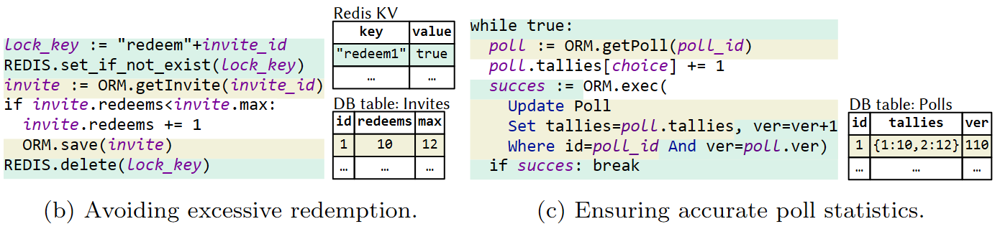 lock_key := "redeem"+invite_id
REDIS.set_if_not_exist(lock_key)
invite := ORM.getInvite(invite_id)
if invite.redeems<invite.max:
invite.redeems += 1
ORM.save(invite)
REDIS.delete(lock_key)
Redis KV
key value
"redeem1" true
… …
DB table: Invites
id redeems max
1 10 12
… … …
(b) Avoiding excessive redemption.
while true:
poll := ORM.getPoll(poll_id)
poll.tallies[choice] += 1
succes := ORM.exec(
Update Poll
Set tallies=poll.tallies, ver=ver+1
Where id=poll_id And ver=poll.ver)
if succes: break
DB table: Polls
id tallies ver
1 {1:10,2:12} 110
… … …
(c) Ensuring accurate poll statistics.